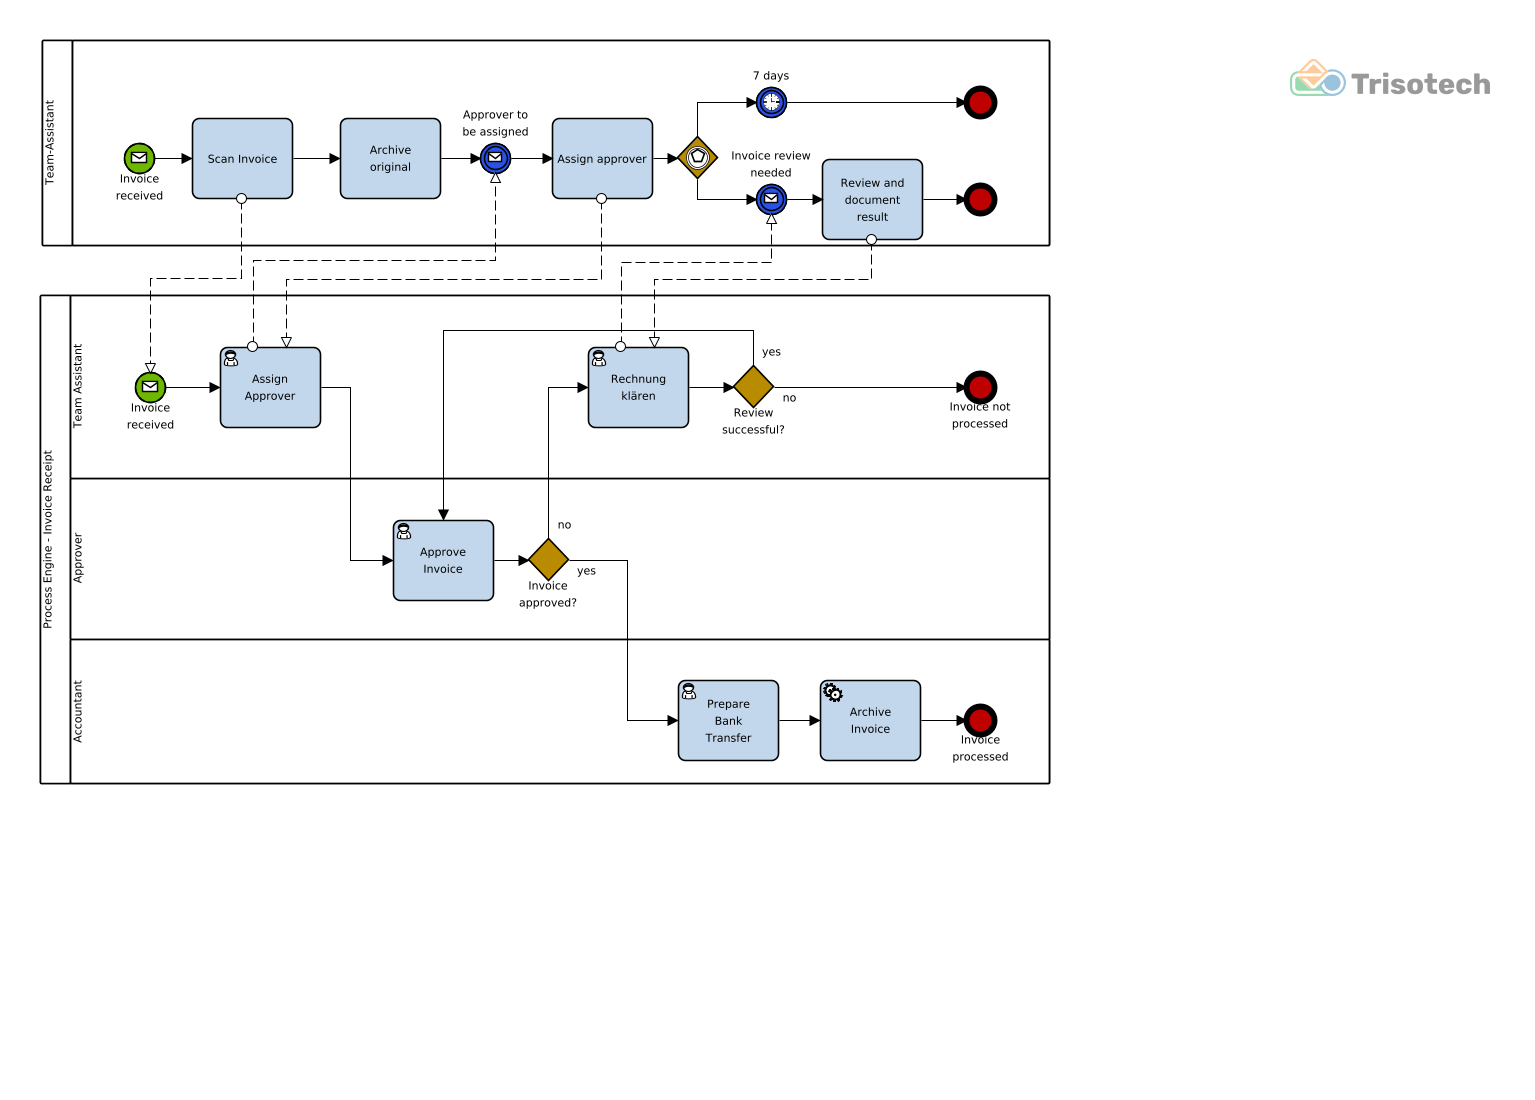 Trisotech
Team-Assistant
7 days
Approver to
be assigned
Invoice review
needed
Invoice
received
Scan Invoice
Archive
original
Assign approver
Review and
document
result
Process Engine - Invoice Receipt
Team Assistant
Invoice
received
Assign
Approver
Rechnung
klären
yes
no
Review
successful?
Invoice not
processed
Approver
Approve
Invoice
no
yes
Invoice
approved?
Accountant
Prepare
Bank
Transfer
Archive
Invoice
Invoice
processed